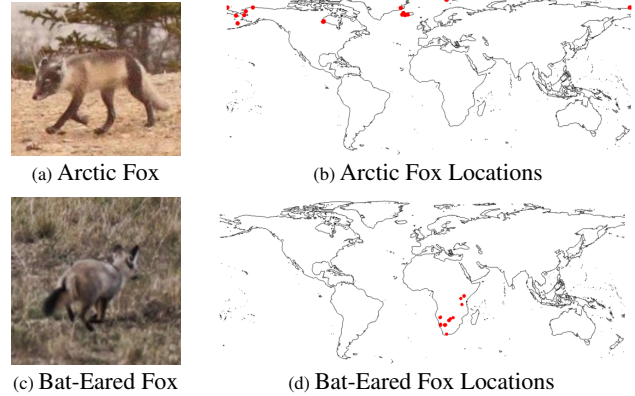 (a) Arctic Fox
(b) Arctic Fox Locations
(c) Bat-Eared Fox
(d) Bat-Eared Fox Locations